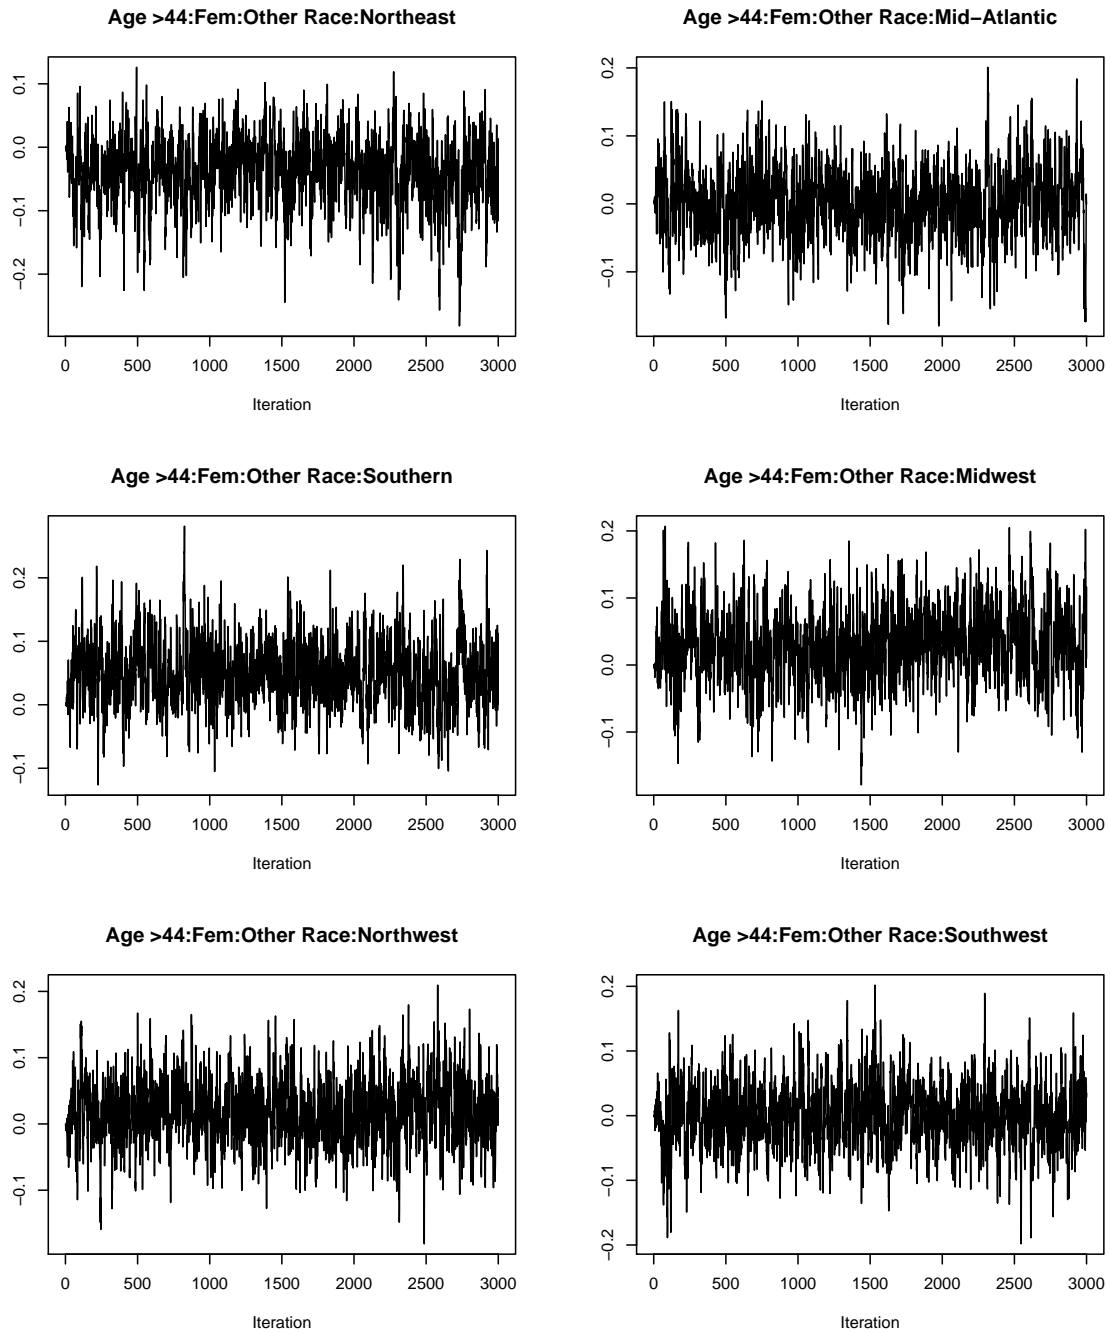 Age >44:Fem:Other Race:Northeast
0.1
0.0
−0.1
−0.2
0 500 1000 1500 2000 2500 3000
Iteration
Age >44:Fem:Other Race:Mid−Atlantic
0.2
0.1
0.0
−0.1
0 500 1000 1500 2000 2500 3000
Iteration
Age >44:Fem:Other Race:Southern
0.2
0.1
0.0
−0.1
0 500 1000 1500 2000 2500 3000
Iteration
Age >44:Fem:Other Race:Midwest
0.2
0.1
0.0
−0.1
0 500 1000 1500 2000 2500 3000
Iteration
Age >44:Fem:Other Race:Northwest
0.2
0.1
0.0
−0.1
0 500 1000 1500 2000 2500 3000
Iteration
Age >44:Fem:Other Race:Southwest
0.2
0.1
0.0
−0.1
−0.2
0 500 1000 1500 2000 2500 3000
Iteration